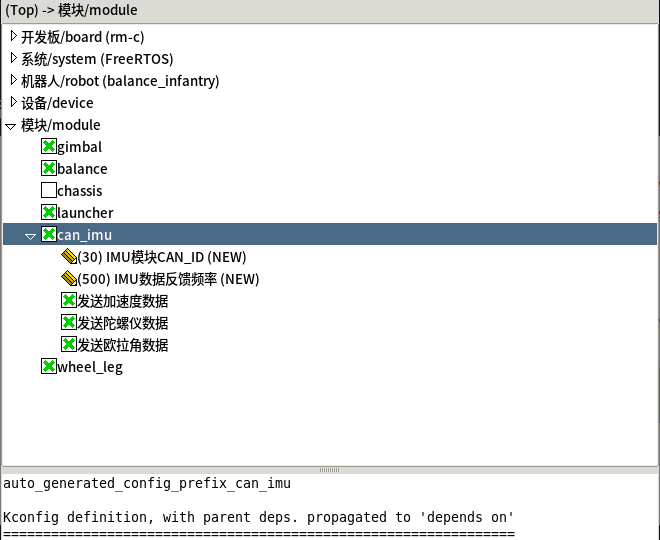 (Top) -> 模块/module
开发板/board (rm-c)
系统/system (FreeRTOS)
机器人/robot (balance_infantry)
设备/device
模块/module
gimbal
balance
chassis
launcher
can_imu
(30) IMU模块CAN_ID (NEW)
(500) IMU数据反馈频率 (NEW)
发送加速度数据
发送陀螺仪数据
发送欧拉角数据
wheel_leg
auto_generated_config_prefix_can_imu
Kconfig definition, with parent deps. propagated to 'depends on'
================================================================